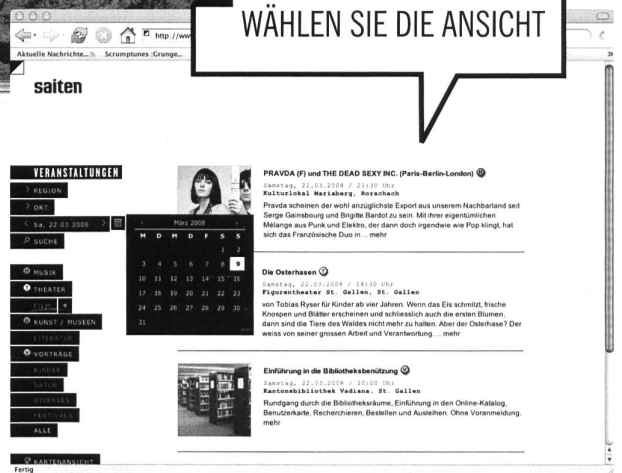 WÄHLEN SIE DIE ANSICHT
http://www
Aktuelle Nachrichte...
Scrumptunes :Grunge...
saiten
VERANSTALTUNGEN
REGION
ORT
Sa, 22.03.2008
SUCHE
MUSIK
THEATER
FILM
KUNST / MUSEEN
LITERATUR
VORTRÄGE
KINDER
NATUR
DIVERSES
FESTIVALS
ALLE
KARTENANSICHT
Fertig
März 2008
M D M D F S S
1 2
3 4 5 6 7 8 9
10 11 12 13 14 15 16
17 18 19 20 21 22 23
24 25 26 27 28 29 30
31
PRAVDA (F) und THE DEAD SEXY INC. (Paris-Berlin-London)
Samstag, 22.03.2008 / 21:30 Uhr
Kulturlokal Mariaberg, Rorschach
Pravda scheinen der wohl anzüglichste Export aus unserem Nachbarland seit
Serge Gainsbourg und Brigitte Bardot zu sein. Mit ihrer eigentümlichen
Mélange aus Punk und Elektro, der dann doch irgendwie wie Pop klingt, hat
sich das Französische Duo in ... mehr
Die Osterhasen
Samstag, 22.03.2008 / 14:30 Uhr
Figurentheater St. Gallen, St. Gallen
von Tobias Ryser für Kinder ab vier Jahren. Wenn das Eis schmilzt, frische
Knospen und Blätter erscheinen und schliesslich auch die ersten Blumen,
dann sind die Tiere des Waldes nicht mehr zu halten. Aber der Osterhase? Der
weiss von seiner grossen Arbeit und Verantwortung. ... mehr
Einführung in die Bibliotheksbenützung
Samstag, 22.03.2008 / 10:00 Uhr
Kantonsbibliothek Vadiana, St. Gallen
Rundgang durch die Bibliotheksräume, Einführung in den Online-Katalog,
Benutzerkarte, Recherchieren, Bestellen und Ausleihen. Ohne Voranmeldung.
mehr